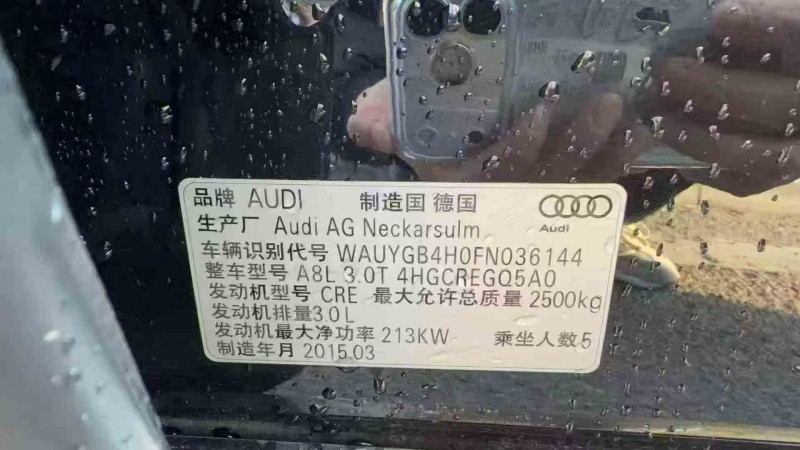 品牌 AUDI 制造国 德国
Audi
生产厂 Audi AG Neckarsulm
车辆识别代号 WAUYGB4H0FN036144
整车型号 A8L 3.0T 4HGCREGQ5A0
发动机型号 CRE 最大允许总质量 2500kg
发动机排量3.0L
发动机最大净功率 213KW 乘坐人数5
制造年月 2015.03